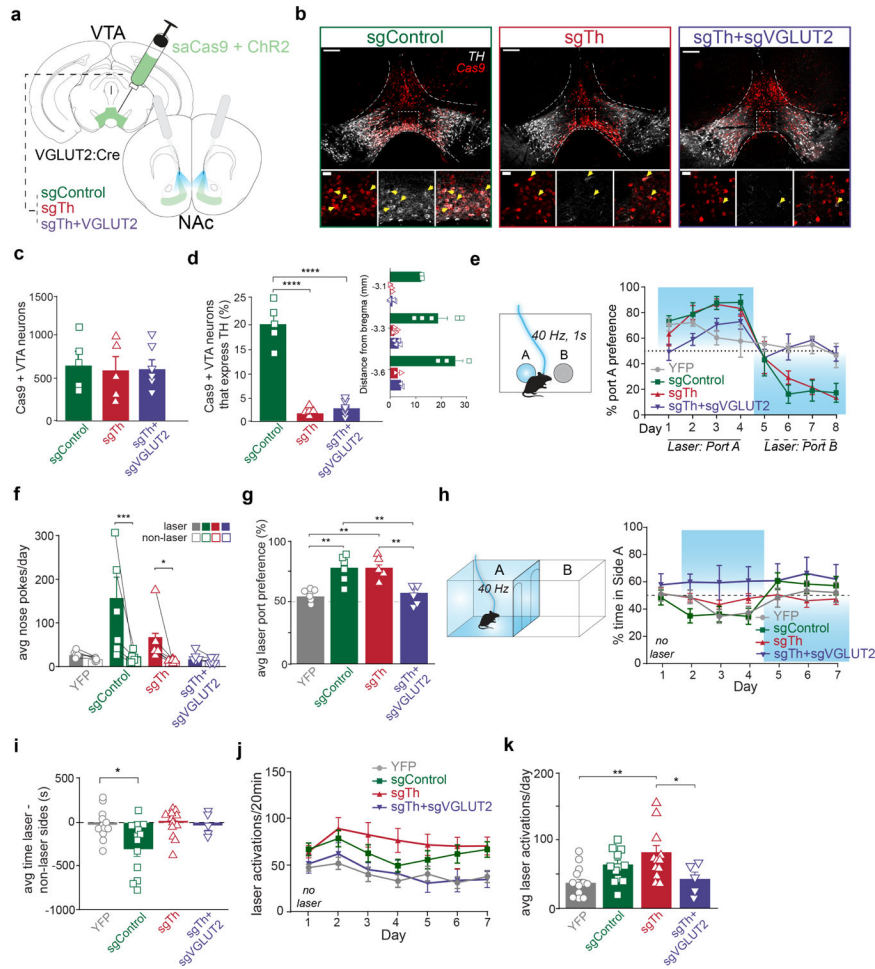 a
VTA
saCas9 + ChR2
VGLUT2:Cre
sgControl
sgTh
sgTh+VGLUT2
NAc
b
sgControl
sgTh
sgTh+sgVGLUT2
TH
Cas9
c
Cas9 + VTA neurons
1500
1000
500
0
sgControl
sgTh
sgTh+
sgVGLUT2
d
Cas9 + VTA neurons
that express TH (%)
25
20
15
10
5
0
****
****
sgControl
sgTh
sgTh+
sgVGLUT2
Distance from bregma (mm)
-3.1
-3.3
-3.6
0 10 20 30
e
40 Hz, 1s
A
B
% port A preference
100
80
60
40
20
0
YFP
sgControl
sgTh
sgTh+sgVGLUT2
Day 1 2 3 4 5 6 7 8
Laser: Port A
Laser: Port B
f
avg nose pokes/day
400
300
200
100
0
***
*
laser
non-laser
YFP
sgControl
sgTh
sgTh+
sgVGLUT2
g
avg laser port preference (%)
100
75
50
25
0
**
**
**
**
YFP
sgControl
sgTh
sgTh+
sgVGLUT2
h
A
B
40 Hz
% time in Side A
100
80
60
40
20
0
no
laser
YFP
sgControl
sgTh
sgTh+sgVGLUT2
1 2 3 4 5 6 7
Day
i
avg time laser -
non-laser sides (s)
500
0
-500
-1000
*
YFP
sgControl
sgTh
sgTh+
sgVGLUT2
j
laser activations/20min
150
100
50
0
YFP
sgControl
sgTh
sgTh+sgVGLUT2
no
laser
1 2 3 4 5 6 7
Day
k
avg laser activations/day
200
150
100
50
0
**
*
YFP
sgControl
sgTh
sgTh+
sgVGLUT2